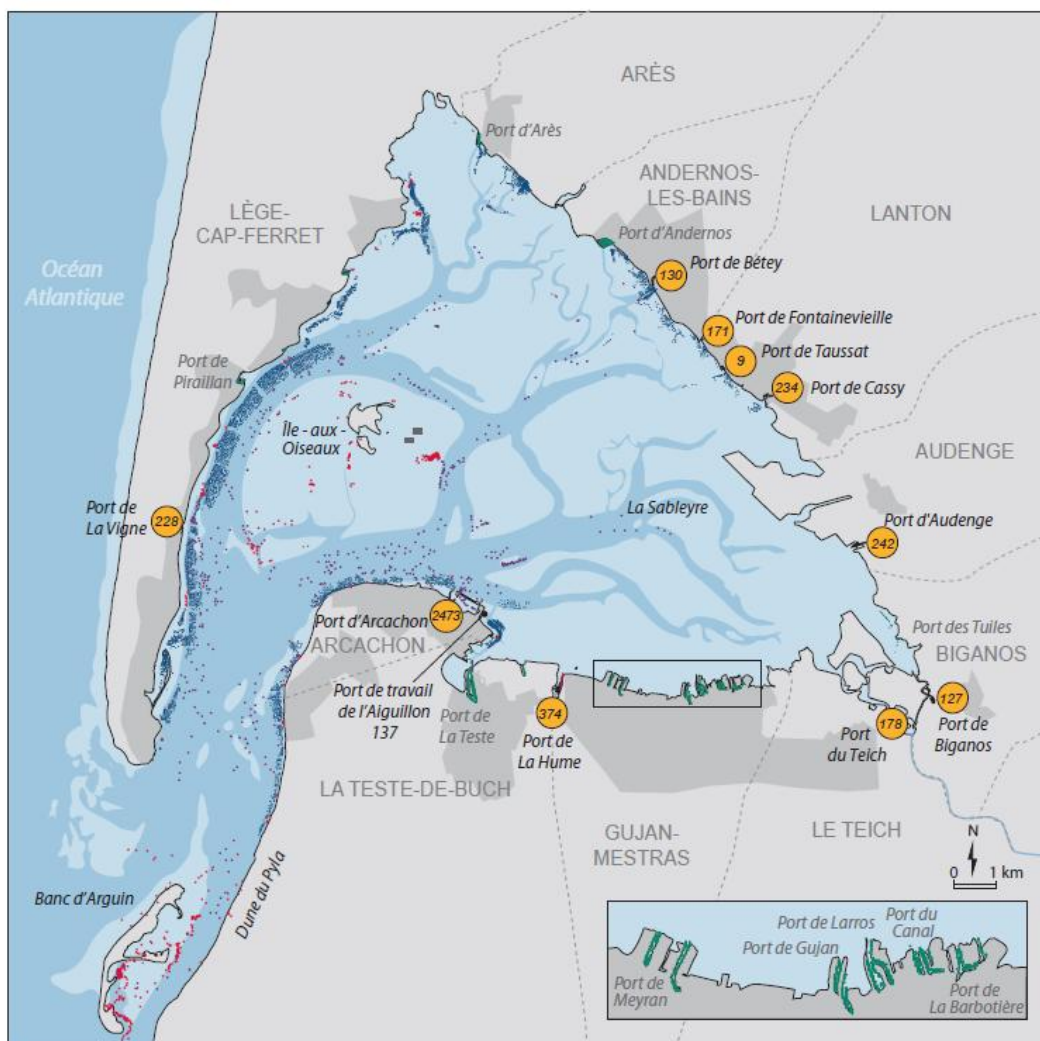 ARÈS
Port d'Arès
ANDERNOS-
LES-BAINS
LANTON
LÈGE-
CAP-FERRET
Port d'Andernos
Océan
Atlantique
130
Port de Bétey
171
Port de Fontainevieille
9
Port de Taussat
234
Port de Cassy
Port de
Piraillan
Île - aux -
Oiseaux
AUDENGE
Port de
La Vigne
228
La Sableyre
Port d'Audenge
242
Port d'Arcachon
2473
ARCACHON
Port des Tuiles
BIGANOS
Port de travail
de l'Aiguillon
137
Port de
La Teste
374
Port de
La Hume
Port
du Teich
178
127
Port de
Biganos
LA TESTE-DE-BUCH
GUJAN-
MESTRAS
LE TEICH
N
0 1 km
Banc d'Arguin
Dune du Pyla
Port de Larros
Port du
Canal
Port de Gujan
Port de
Meyran
Port de
La Barbotière